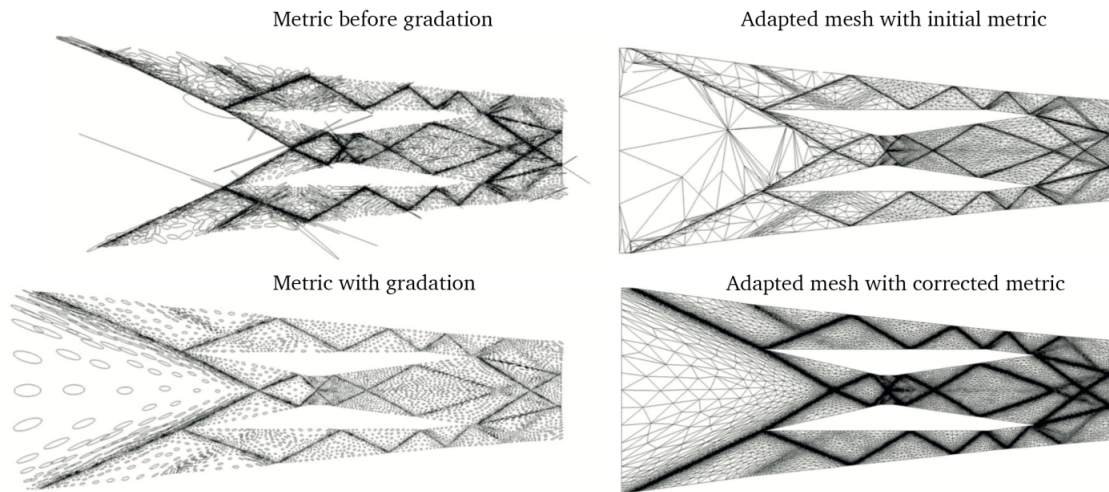 Metric before gradation
Adapted mesh with initial metric
Metric with gradation
Adapted mesh with corrected metric